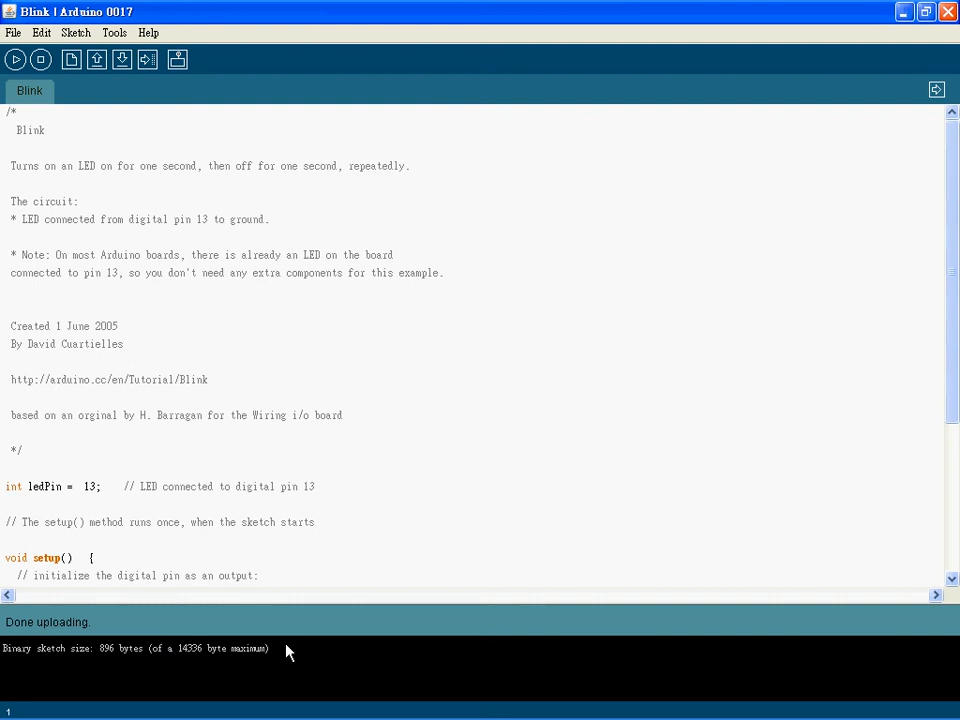 Blink | Arduino 0017
File Edit Sketch Tools Help
Blink
/*
Blink
Turns on an LED on for one second, then off for one second, repeatedly.
The circuit:
* LED connected from digital pin 13 to ground.
* Note: On most Arduino boards, there is already an LED on the board
connected to pin 13, so you don't need any extra components for this example.
Created 1 June 2005
By David Cuartielles
http://arduino.cc/en/Tutorial/Blink
based on an orginal by H. Barragan for the Wiring i/o board
*/
int ledPin = 13; // LED connected to digital pin 13
// The setup() method runs once, when the sketch starts
void setup() {
// initialize the digital pin as an output:
Done uploading.
Binary sketch size: 896 bytes (of a 14336 byte maximum)
1